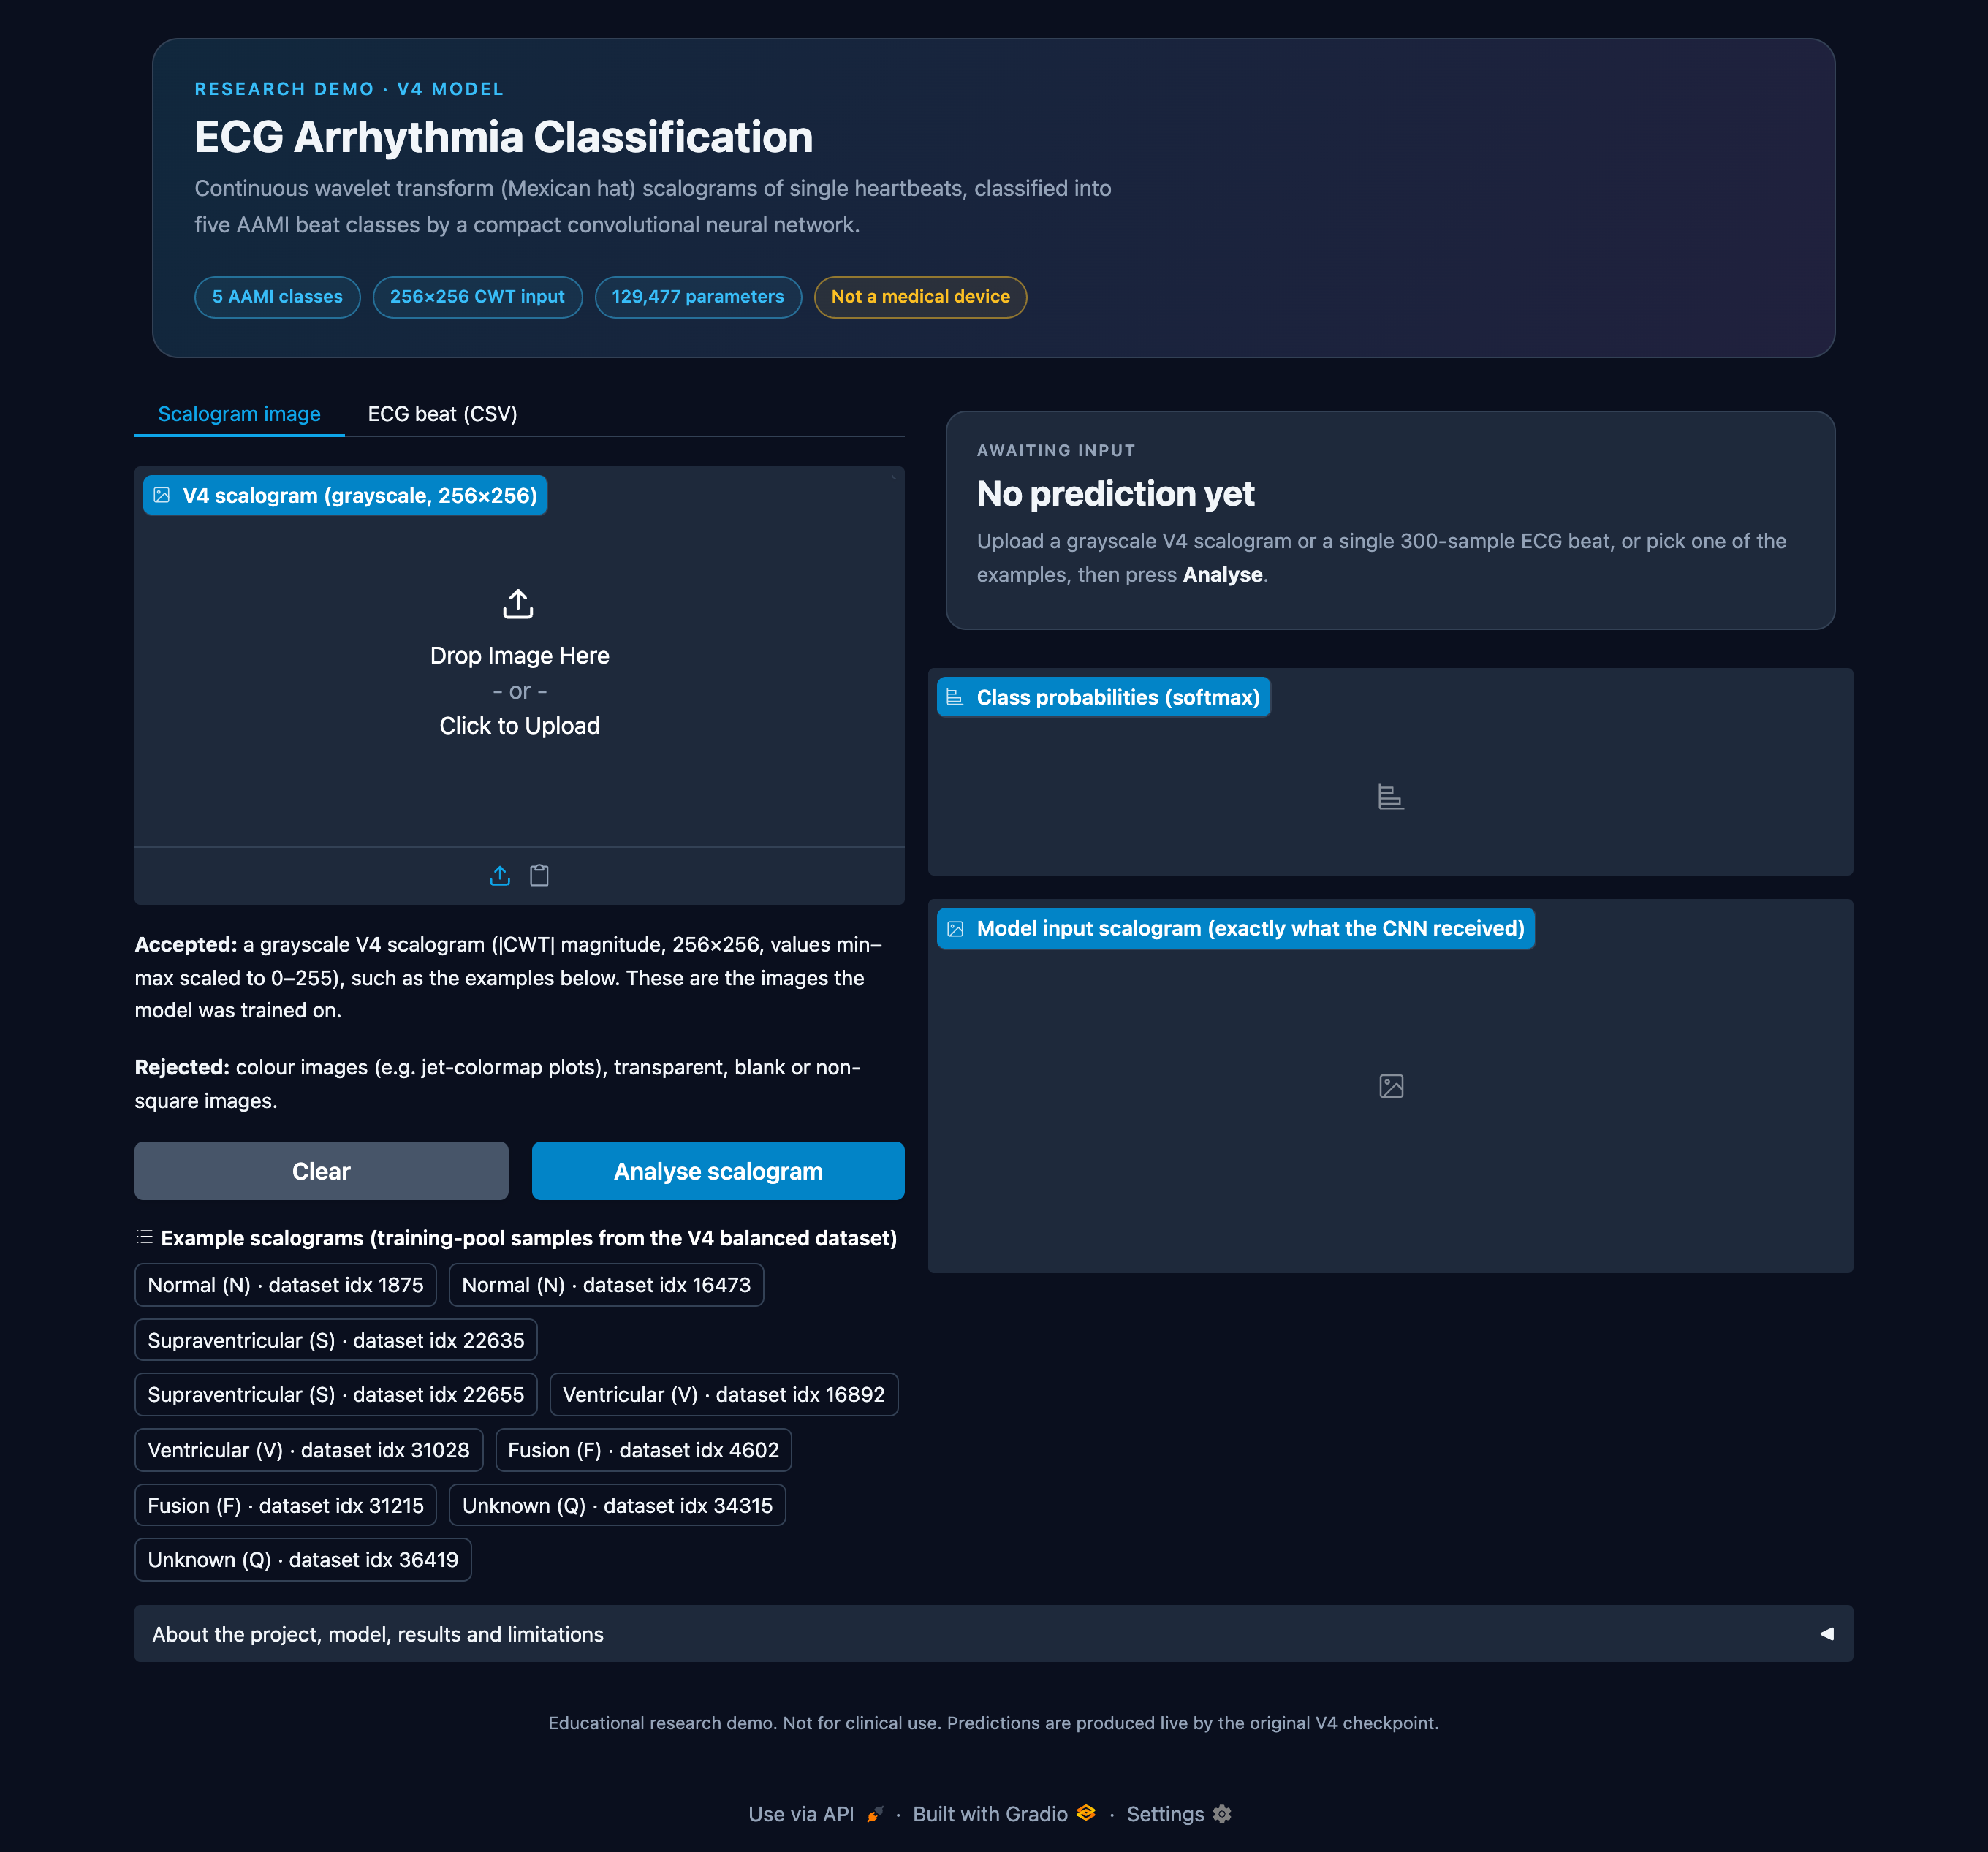 RESEARCH DEMO · V4 MODEL
ECG Arrhythmia Classification
Continuous wavelet transform (Mexican hat) scalograms of single heartbeats, classified into
five AAMI beat classes by a compact convolutional neural network.
5 AAMI classes
256×256 CWT input
129,477 parameters
Not a medical device
Scalogram image
ECG beat (CSV)
V4 scalogram (grayscale, 256×256)
Drop Image Here
- or -
Click to Upload
Accepted: a grayscale V4 scalogram (|CWT| magnitude, 256×256, values min–
max scaled to 0–255), such as the examples below. These are the images the
model was trained on.
Rejected: colour images (e.g. jet-colormap plots), transparent, blank or non-
square images.
Clear
Analyse scalogram
Example scalograms (training-pool samples from the V4 balanced dataset)
Normal (N) · dataset idx 1875
Normal (N) · dataset idx 16473
Supraventricular (S) · dataset idx 22635
Supraventricular (S) · dataset idx 22655
Ventricular (V) · dataset idx 16892
Ventricular (V) · dataset idx 31028
Fusion (F) · dataset idx 4602
Fusion (F) · dataset idx 31215
Unknown (Q) · dataset idx 34315
Unknown (Q) · dataset idx 36419
AWAITING INPUT
No prediction yet
Upload a grayscale V4 scalogram or a single 300-sample ECG beat, or pick one of the
examples, then press Analyse.
Class probabilities (softmax)
Model input scalogram (exactly what the CNN received)
About the project, model, results and limitations
Educational research demo. Not for clinical use. Predictions are produced live by the original V4 checkpoint.
Use via API · Built with Gradio · Settings